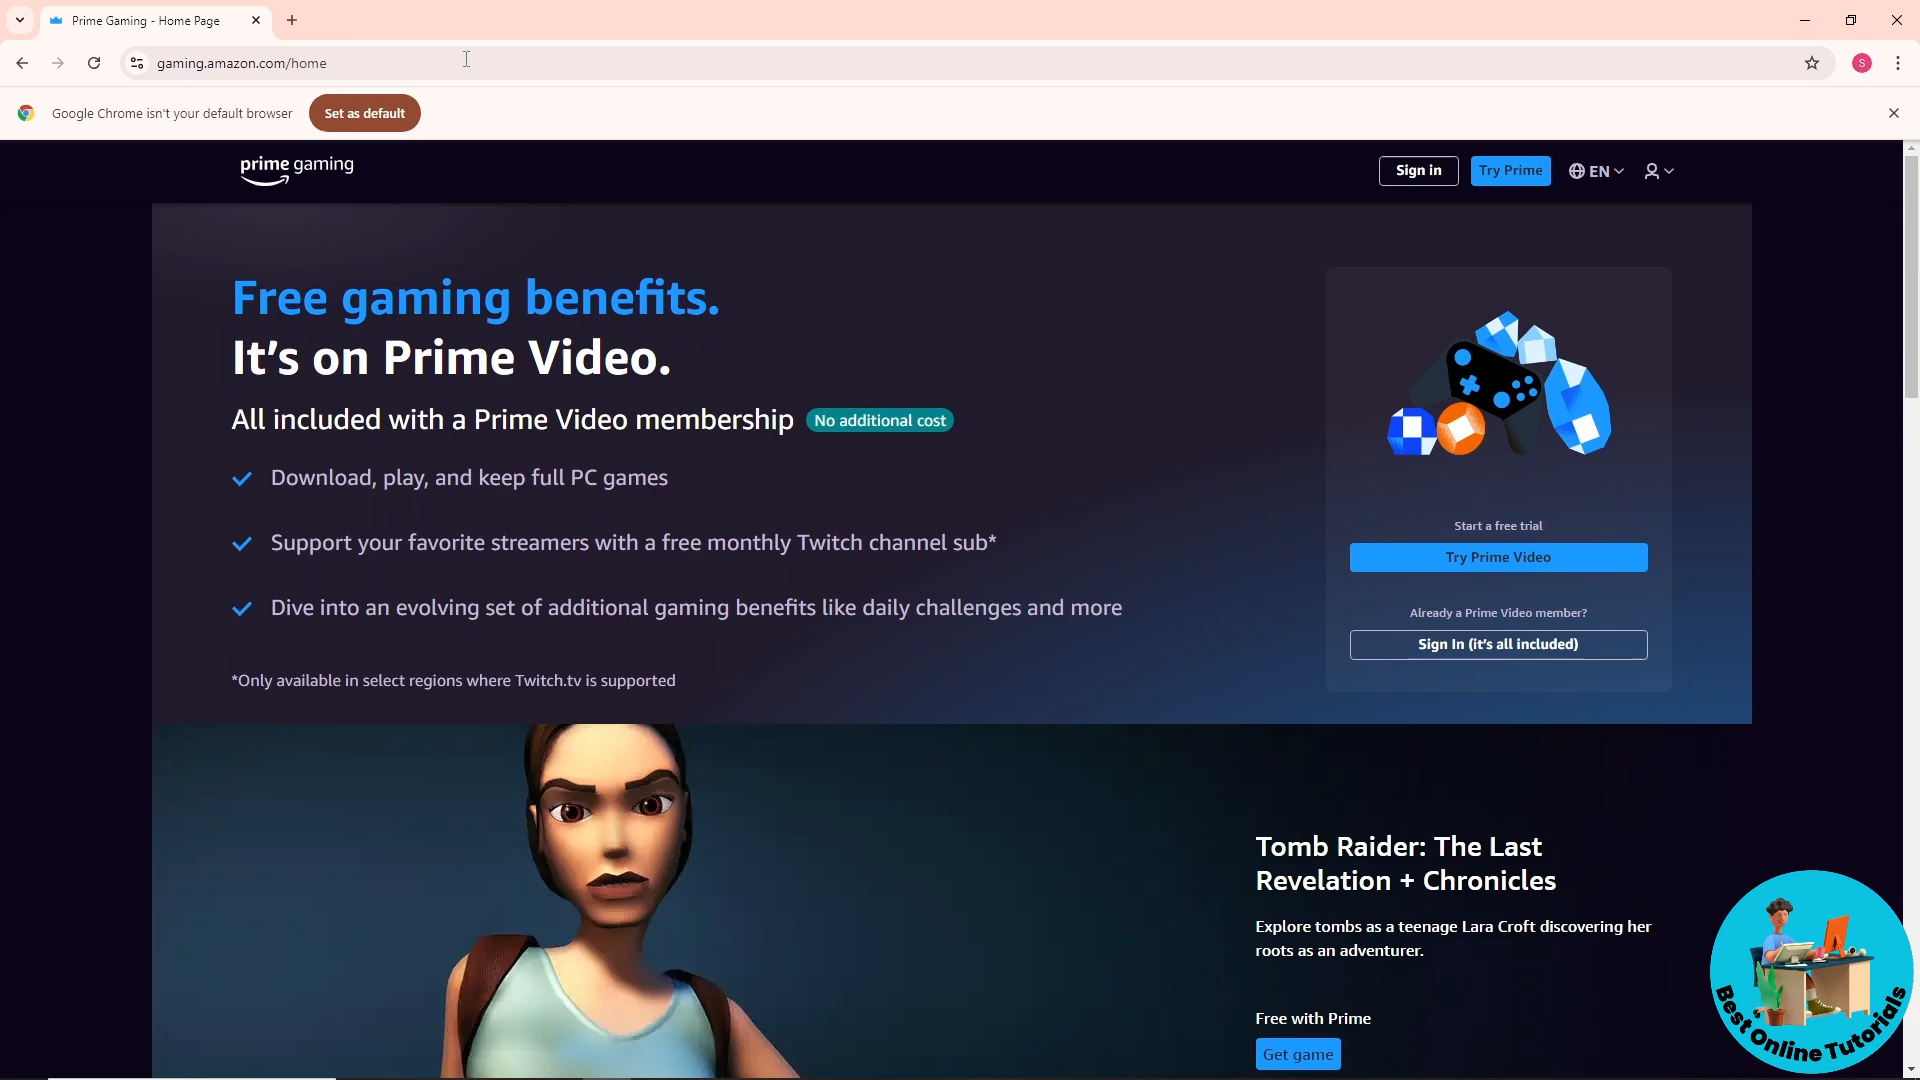 Prime Gaming - Home Page
gaming.amazon.com/home
S
Google Chrome isn't your default browser
Set as default
prime gaming
Sign in
Try Prime
EN
Free gaming benefits.
It's on Prime Video.
All included with a Prime Video membership
No additional cost
Download, play, and keep full PC games
Support your favorite streamers with a free monthly Twitch channel sub*
Dive into an evolving set of additional gaming benefits like daily challenges and more
*Only available in select regions where Twitch.tv is supported
Start a free trial
Try Prime Video
Already a Prime Video member?
Sign In (it's all included)
Tomb Raider: The Last
Revelation + Chronicles
Explore tombs as a teenage Lara Croft discovering her
roots as an adventurer.
Free with Prime
Get game
Best Online Tutorials